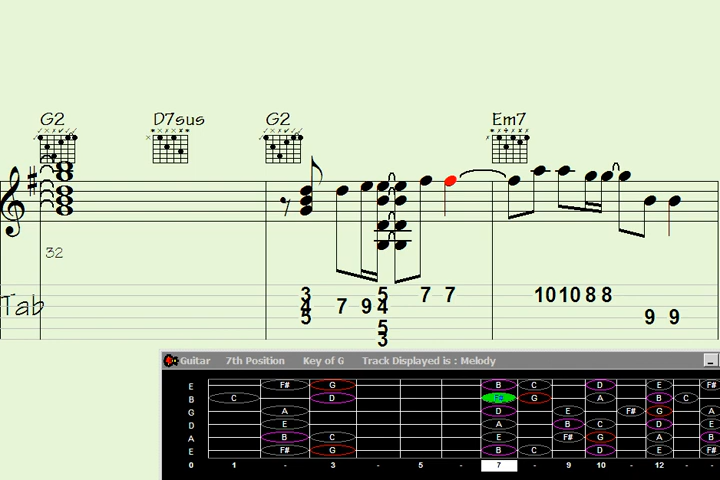 G2 D7sus G2 Em7
32
Tab
3 5 7 7 10 10 8 8
4 7 9 4
5 9 9
5
3
Guitar 7th Position Key of G Track Displayed is : Melody
E F# G B C D E F#
B C D F# G A B C
G A D E F# G A
D E A B C D B
A B C E F# G E
E F# G B C D E F#
0 1 - 3 - 5 - 7 - 9 10 - 12 - -